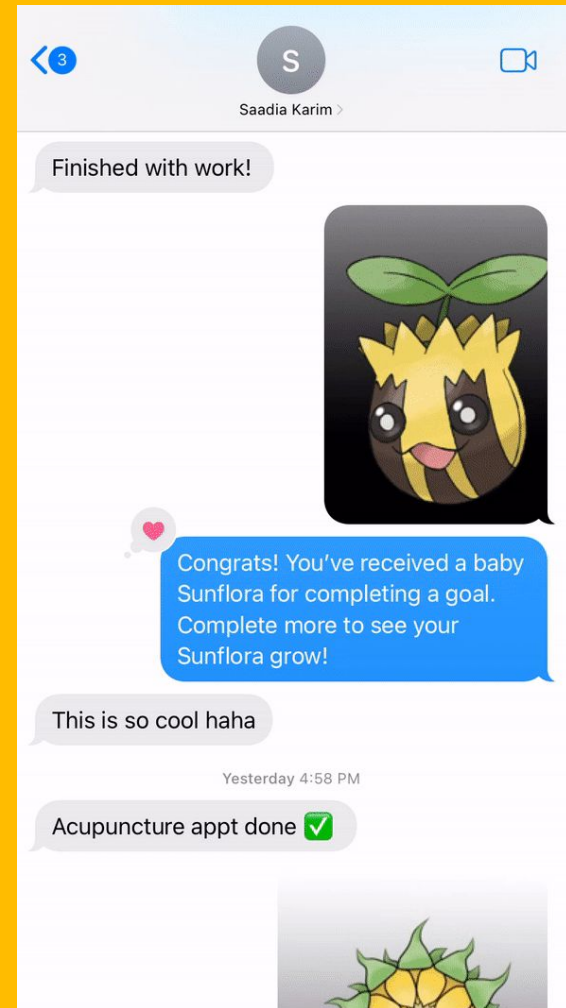 3
S
Saadia Karim
Finished with work!
Congrats! You’ve received a baby
Sunflora for completing a goal.
Complete more to see your
Sunflora grow!
This is so cool haha
Yesterday 4:58 PM
Acupuncture appt done ✅